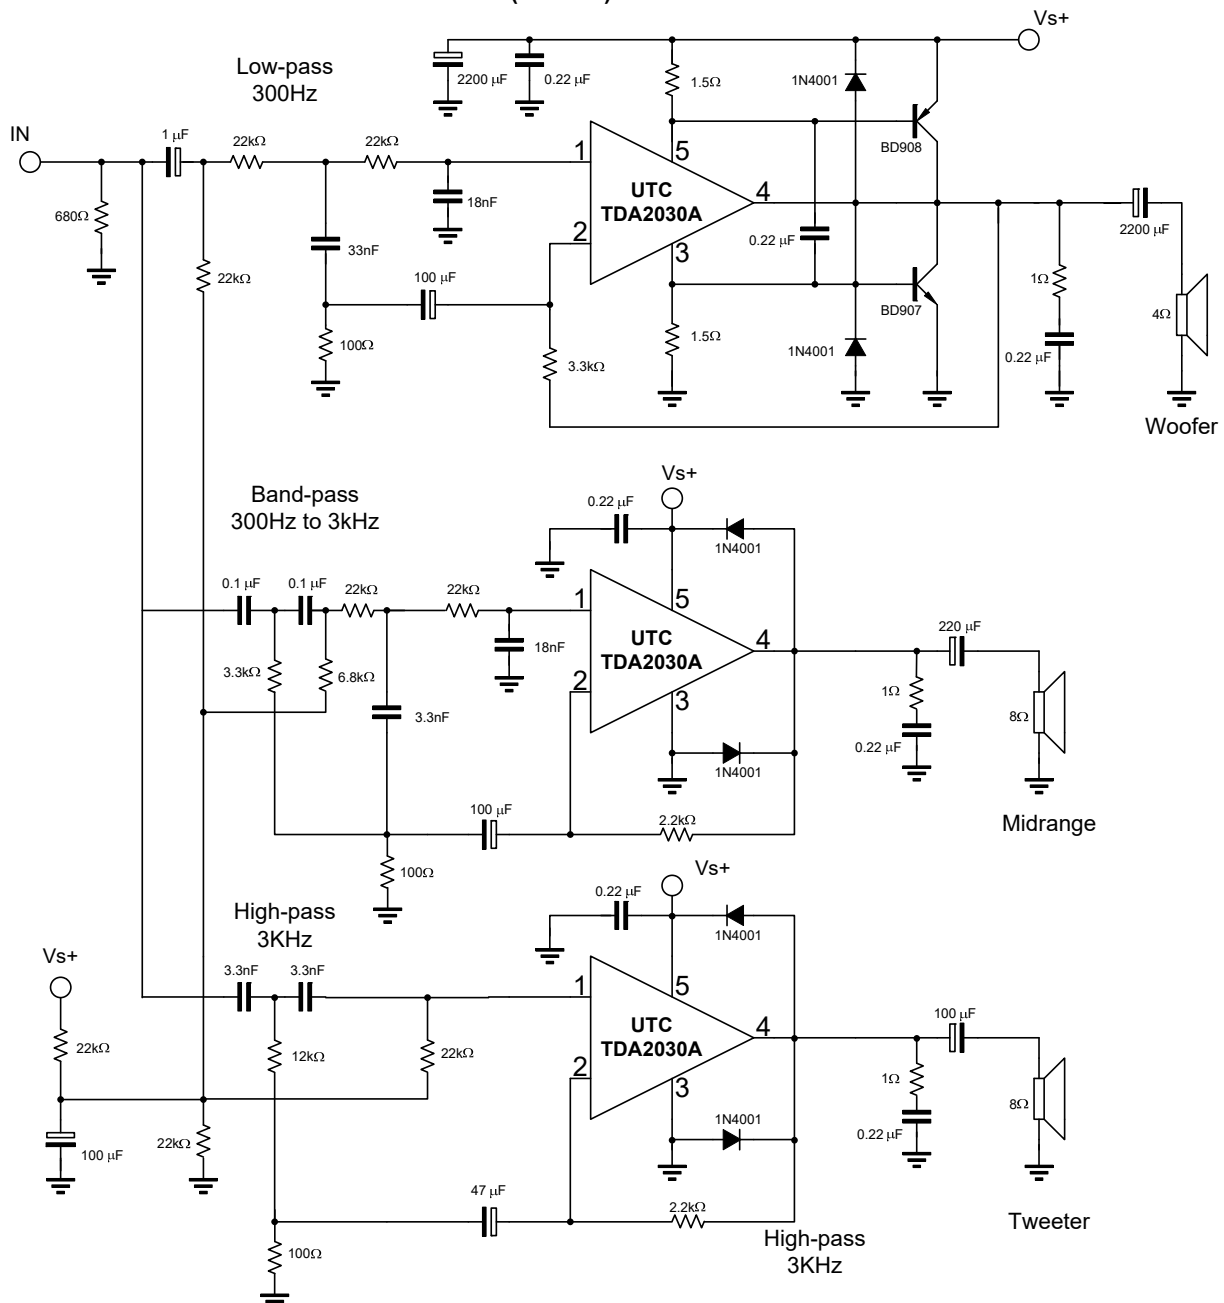 Vs+
Low-pass
300Hz
2200 μF
0.22 μF
1.5Ω
1N4001
IN
1 μF
22kΩ
22kΩ
1
5
BD908
UTC
TDA2030A
4
680Ω
18nF
2
3
0.22 μF
2200 μF
33nF
22kΩ
100 μF
BD907
1Ω
4Ω
100Ω
1.5Ω
3.3kΩ
1N4001
0.22 μF
Woofer
Band-pass
300Hz to 3kHz
Vs+
0.22 μF
1N4001
0.1 μF
0.1 μF
22kΩ
22kΩ
1
5
UTC
TDA2030A
4
220 μF
18nF
3.3kΩ
6.8kΩ
2
3
1Ω
8Ω
3.3nF
0.22 μF
1N4001
100 μF
2.2kΩ
Midrange
100Ω
Vs+
High-pass
3KHz
0.22 μF
1N4001
Vs+
3.3nF
3.3nF
1
5
UTC
TDA2030A
4
100 μF
22kΩ
12kΩ
22kΩ
2
3
1Ω
8Ω
1N4001
0.22 μF
100 μF
22kΩ
47 μF
2.2kΩ
Tweeter
High-pass
3KHz
100Ω